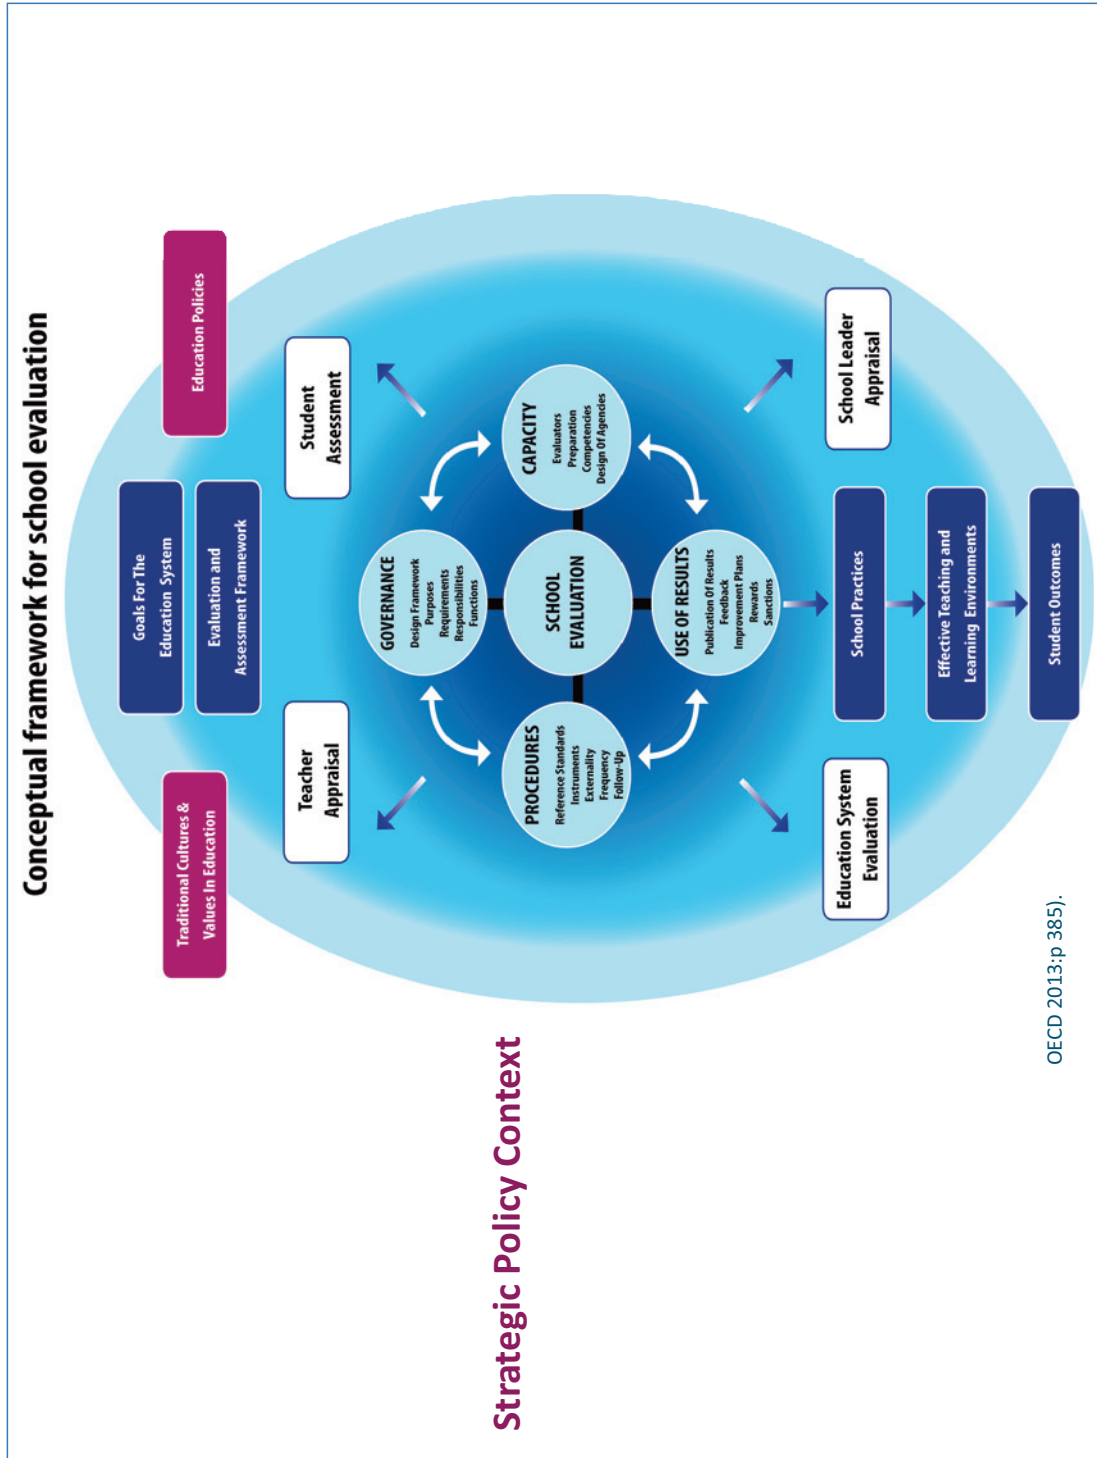 Conceptual framework for school evaluation
Traditional Cultures &
Values In Education
Goals For The
Education System
Education Policies
Evaluation and
Assessment Framework
Teacher
Appraisal
Student
Assessment
GOVERNANCE
Design Framework
Purposes
Requirements
Responsibilities
Functions
Strategic Policy Context
PROCEDURES
Reference Standards
Instruments
Externality
Frequency
Follow-Up
SCHOOL
EVALUATION
CAPACITY
Evaluators
Preparation
Competencies
Design Of Agencies
USE OF RESULTS
Publication Of Results
Feedback
Improvement Plans
Rewards
Sanctions
Education System
Evaluation
School Practices
School Leader
Appraisal
Effective Teaching and
Learning Environments
Student Outcomes
OECD 2013:p 385).